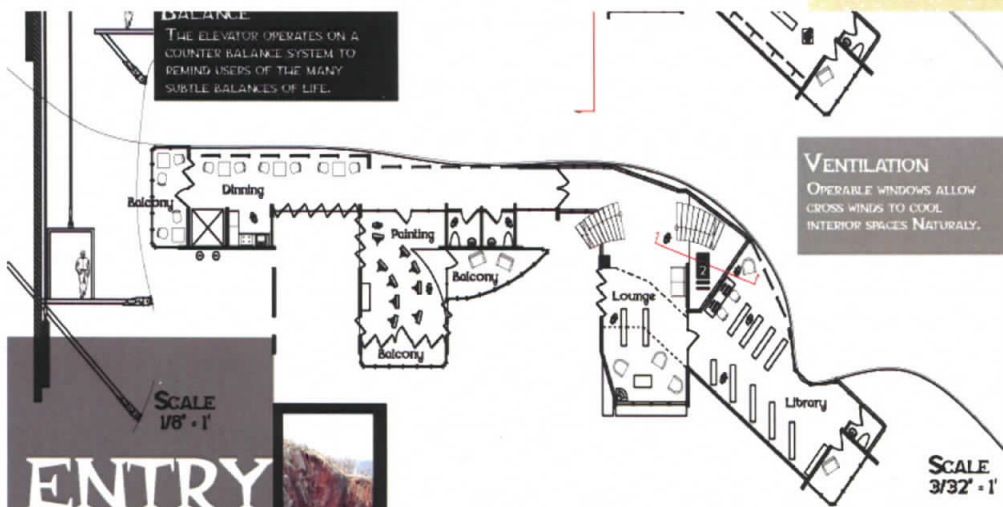 BALANCE
THE ELEVATOR OPERATES ON A
COUNTER BALANCE SYSTEM TO
REMIND USERS OF THE MANY
SUBTLE BALANCES OF LIFE.
VENTILATION
OPERABLE WINDOWS ALLOW
CROSS WINDS TO COOL
INTERIOR SPACES NATURALY.
Dinning
Balcony
Painting
Balcony
Balcony
Lounge
2
Library
SCALE
1/8" = 1'
ENTRY
SCALE
3/32" = 1'